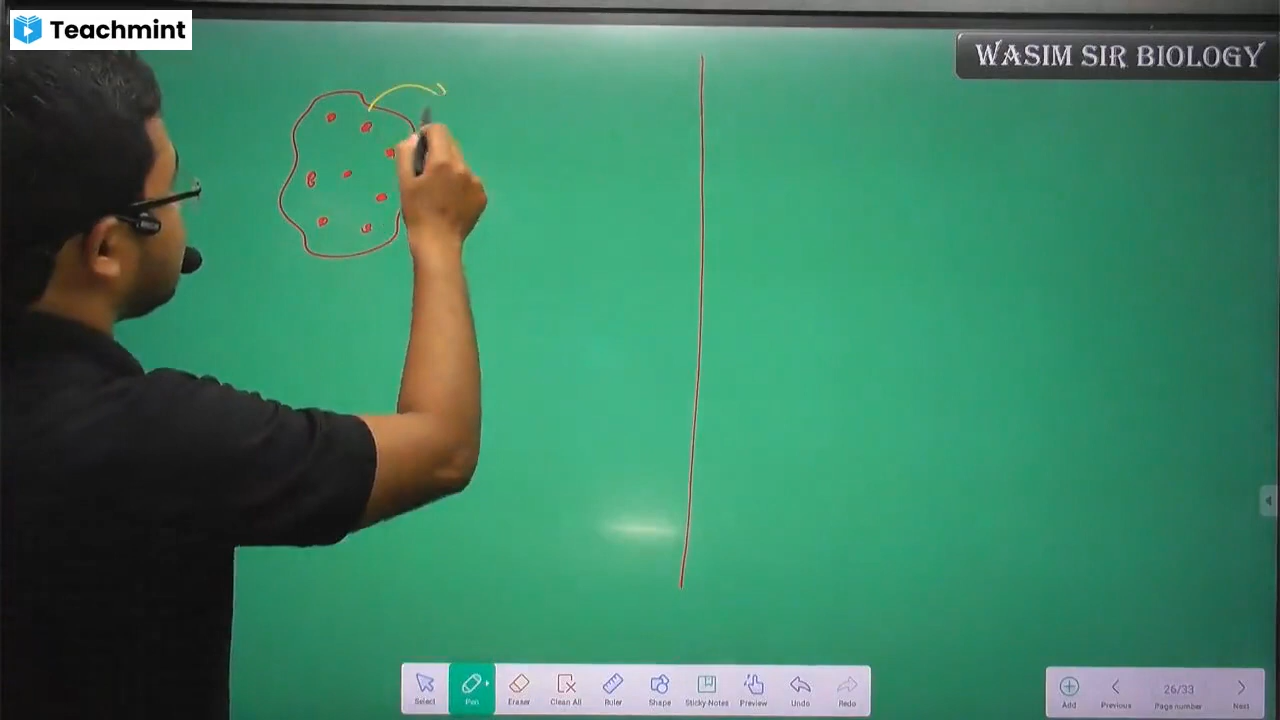 Teachmint
WASIM SIR BIOLOGY
Select
Pen
Eraser
Clean All
Ruler
Shape
Sticky Notes
Preview
Undo
Redo
Add
Previous
26/33
Page number
Next